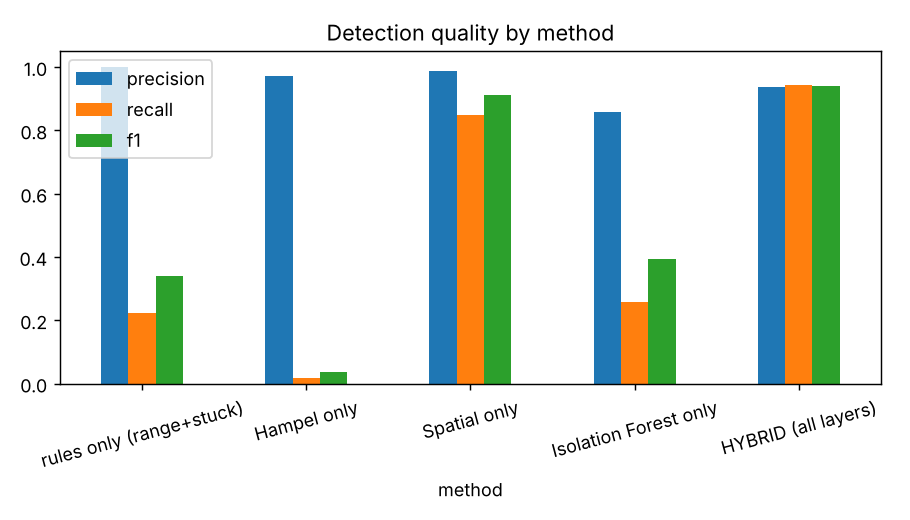 Detection quality by method
1.0
0.8
0.6
0.4
0.2
0.0
precision
recall
f1
rules only (range+stuck)
Hampel only
Spatial only
Isolation Forest only
HYBRID (all layers)
method